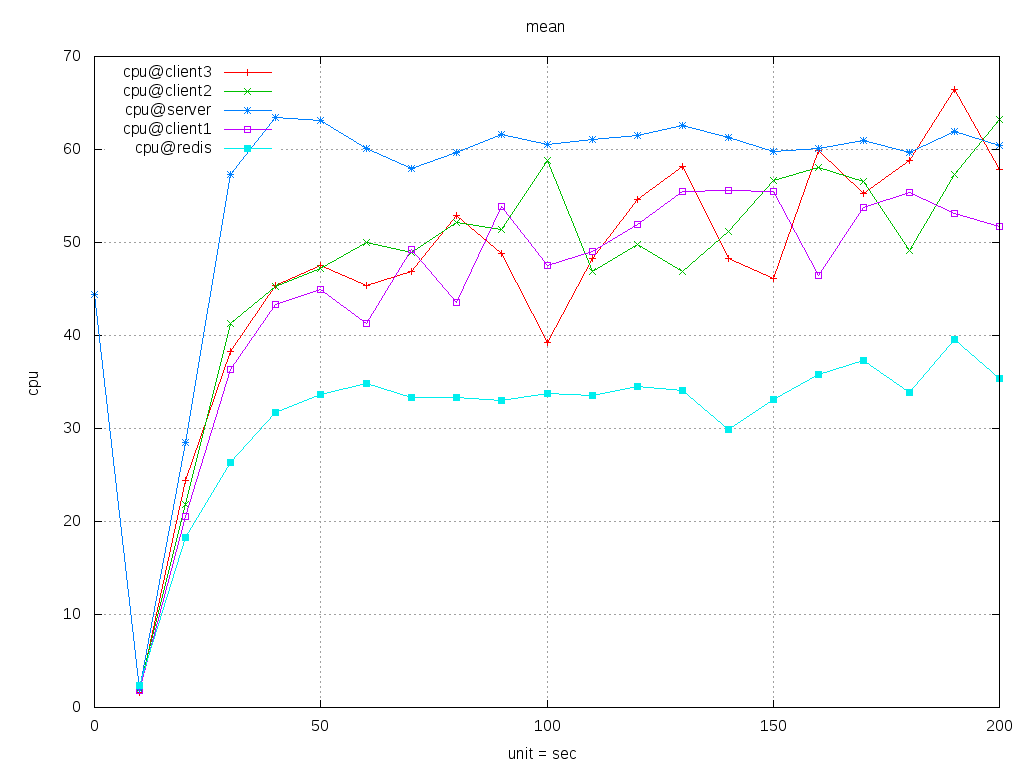 mean
70
60
50
40
30
20
10
0
cpu
cpu@client3
cpu@client2
cpu@server
cpu@client1
cpu@redis
0 50 100 150 200
unit = sec